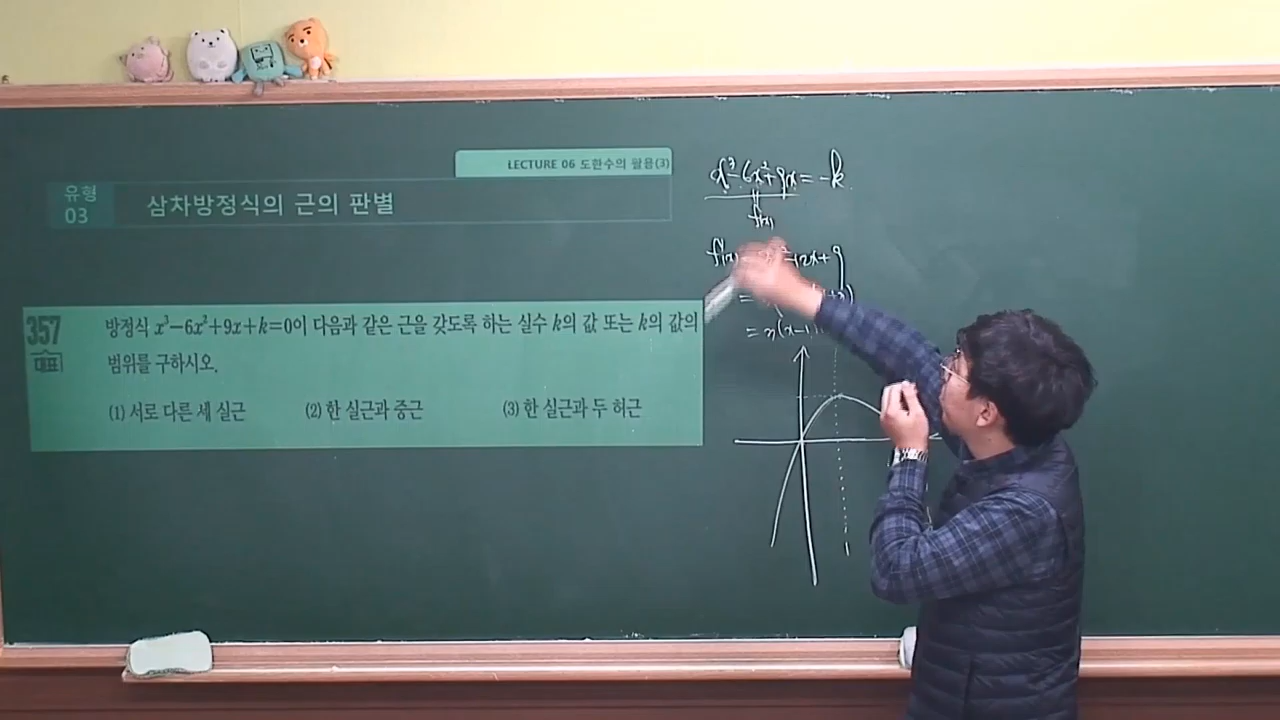 LECTURE 06 도함수의 활용(3)
유형
03
삼차방정식의 근의 판별
357
대표
방정식 x³-6x²+9x+k=0이 다음과 같은 근을 갖도록 하는 실수 k의 값 또는 k의 값의
범위를 구하시오.
(1) 서로 다른 세 실근 (2) 한 실근과 중근 (3) 한 실근과 두 허근
x³-6x²+9x=-k
f(x)